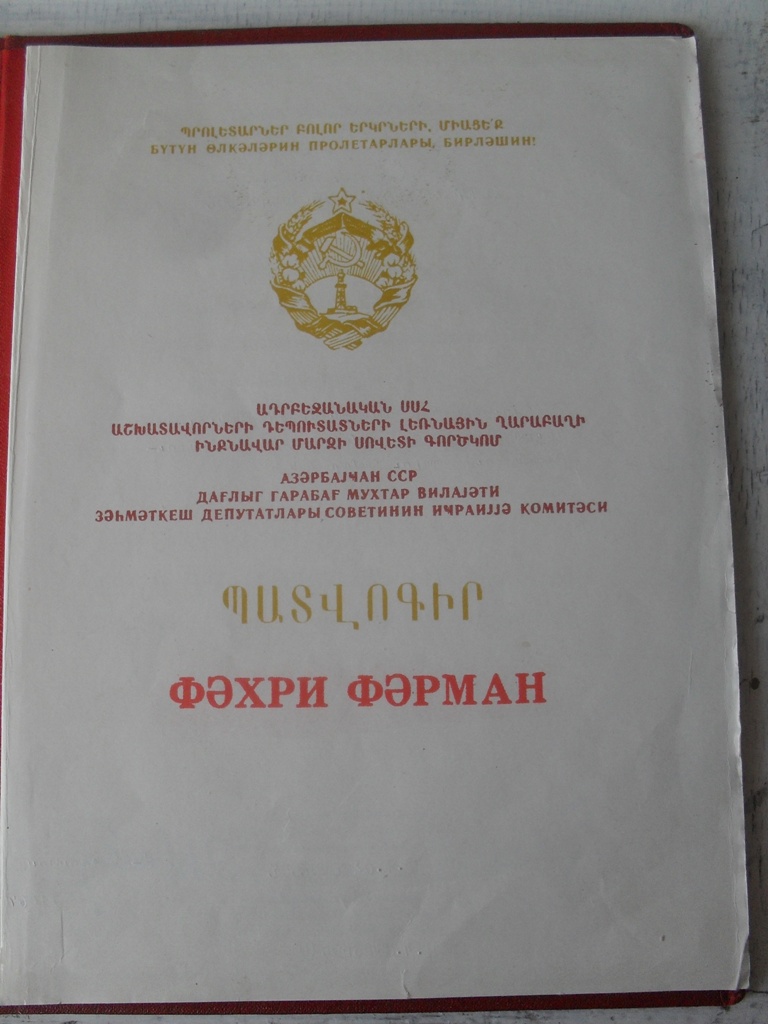 ՊՐՈԼԵՏԱՐՆԵՐ ԲՈԼՈՐ ԵՐԿՐՆԵՐԻ, ՄԻԱՑԵ՛Ք
БҮТҮН ӨЛКӘЛӘРИН ПРОЛЕТАРЛАРЫ, БИРЛӘШИН!
ԱԴՐԲԵՋԱՆԱԿԱՆ ՍՍՀ
ԱՇԽԱՏԱՎՈՐՆԵՐԻ ԴԵՊՈՒՏԱՏՆԵՐԻ ԼԵՌՆԱՅԻՆ ՂԱՐԱԲԱՂԻ
ԻՆՔՆԱՎԱՐ ՄԱՐԶԻ ՍՈՎԵՏԻ ԳՈՐԾԿՈՄ
АЗӘРБАЈҸАН ССР
ДАҒЛЫГ ГАРАБАҒ МУХТАР ВИЛАЈӘТИ
ЗӘҺМӘТКЕШ ДЕПУТАТЛАРЫ СОВЕТИНИН ИҸРАИЈЈӘ КОМИТӘСИ
ՊԱՏՎՈԳԻՐ
ФӘХРИ ФӘРМАН